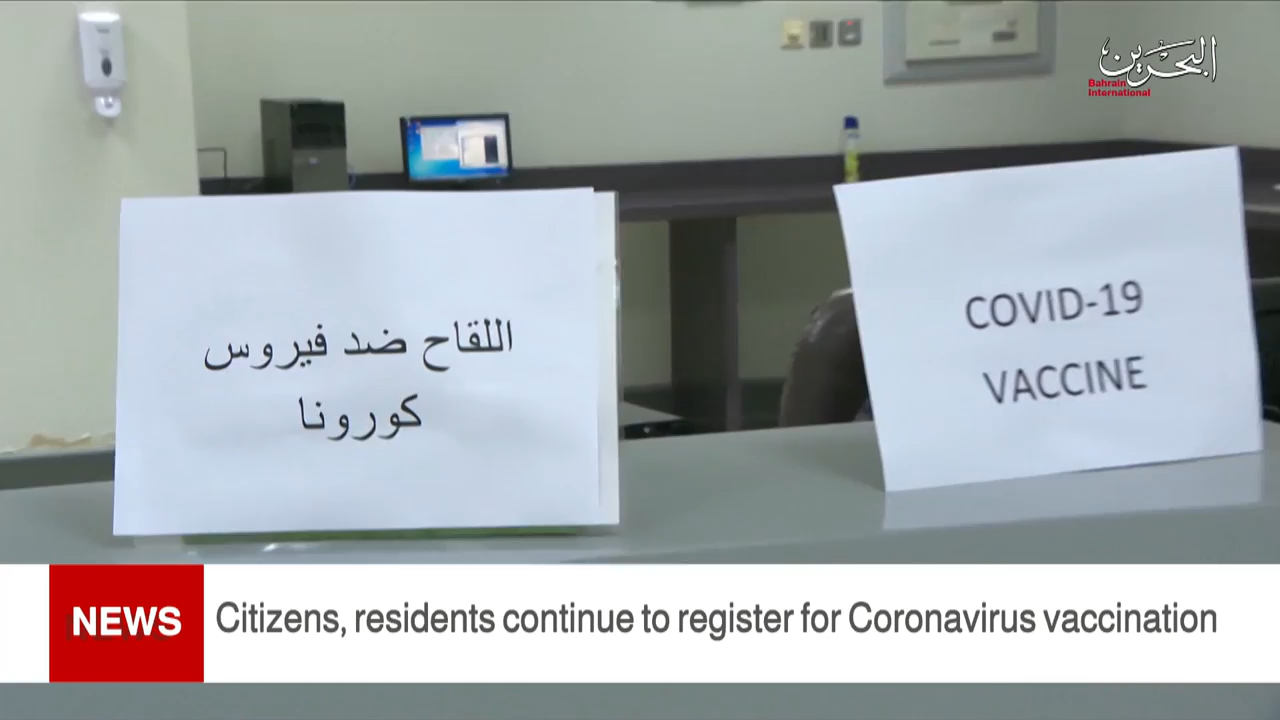 البحرين
Bahrain
International
اللقاح ضد فيروس
كورونا
COVID-19
VACCINE
NEWS
Citizens, residents continue to register for Coronavirus vaccination